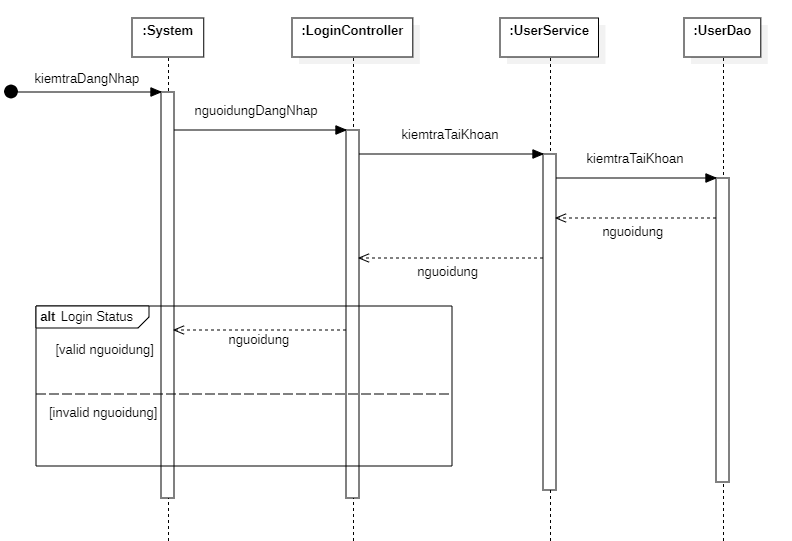 :System
:LoginController
:UserService
:UserDao
kiemtraDangNhap
nguoidungDangNhap
kiemtraTaiKhoan
kiemtraTaiKhoan
nguoidung
nguoidung
alt Login Status
nguoidung
[valid nguoidung]
[invalid nguoidung]